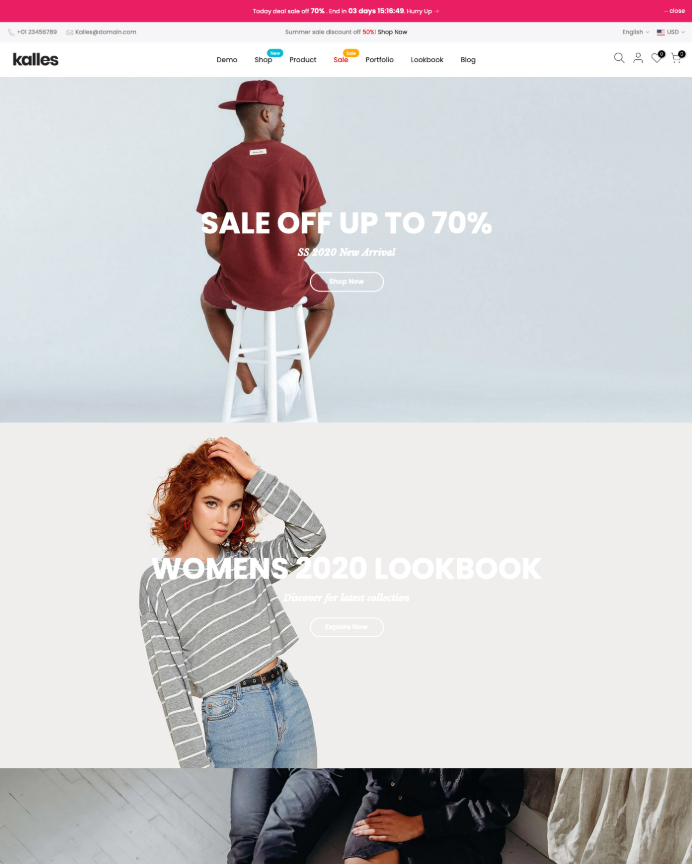 Today deal sale off 70% . End in 03 days 15:16:49. Hurry Up →
close
+01 23456789 Kalles@domain.com
Summer sale discount off 50%! Shop Now
English USD
kalles
Demo Shop New Product Sale Sale Portfolio Lookbook Blog
0 0
SALE OFF UP TO 70%
SS 2020 New Arrival
Shop Now
WOMENS 2020 LOOKBOOK
Discover for latest collection
Explore Now